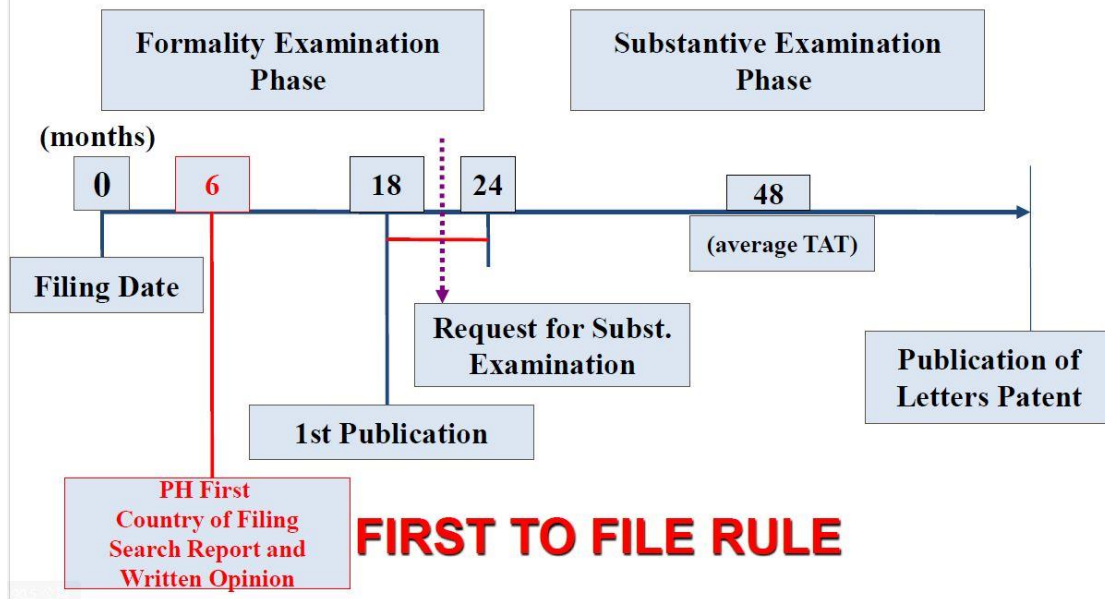 Formality Examination
Phase
Substantive Examination
Phase
(months)
0
6
18
24
48
(average TAT)
Filing Date
Request for Subst.
Examination
Publication of
Letters Patent
1st Publication
PH First
Country of Filing
Search Report and
Written Opinion
FIRST TO FILE RULE